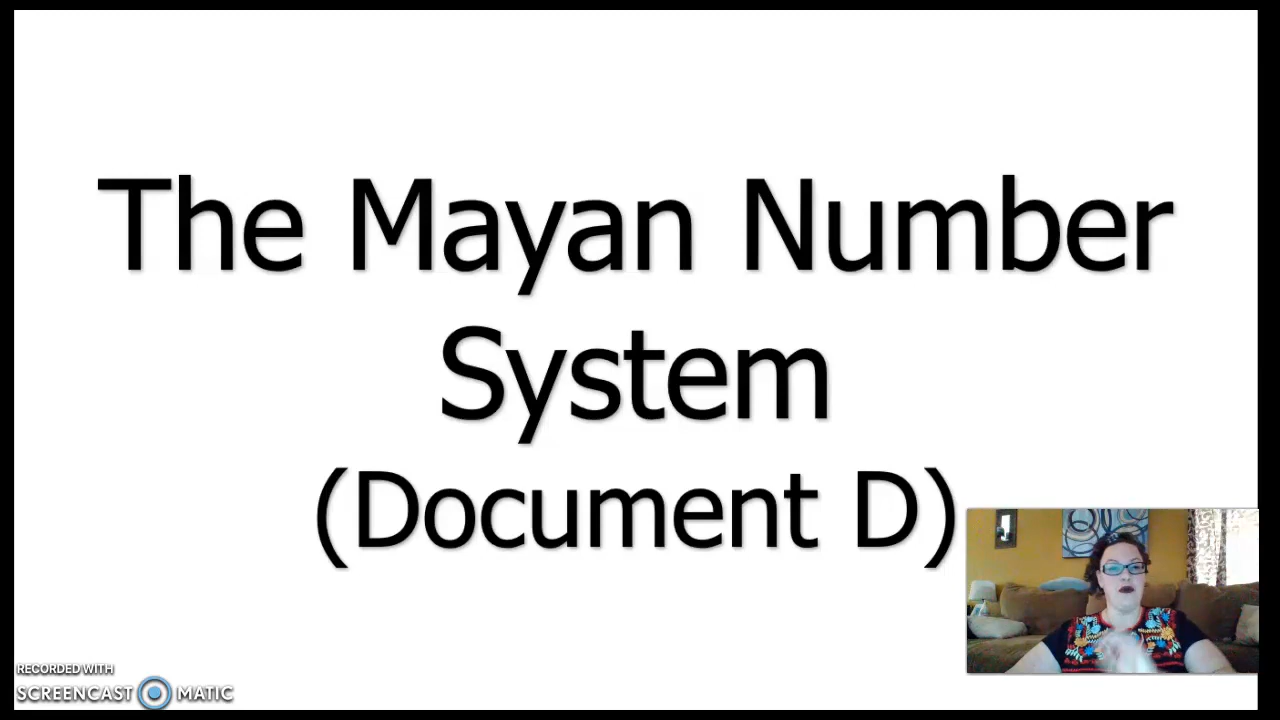 The Mayan Number
System
(Document D)
RECORDED WITH
SCREENCAST MATIC